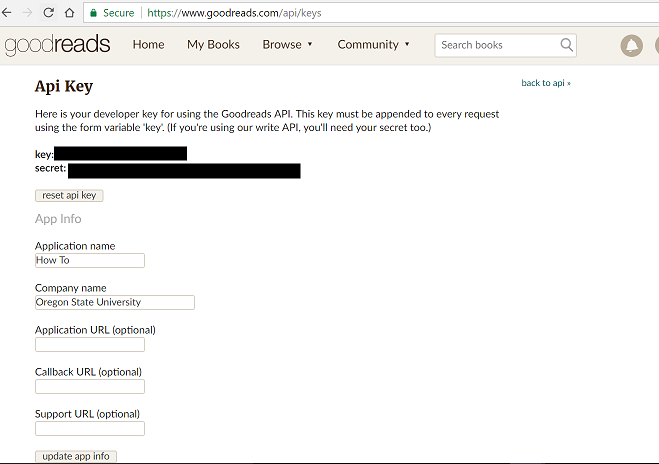 Secure https://www.goodreads.com/api/keys
goodreads Home My Books Browse ▼ Community ▼ Search books
Api Key
back to api »
Here is your developer key for using the Goodreads API. This key must be appended to every request
using the form variable 'key'. (If you're using our write API, you'll need your secret too.)
key:
secret:
reset api key
App Info
Application name
How To
Company name
Oregon State University
Application URL (optional)
Callback URL (optional)
Support URL (optional)
update app info